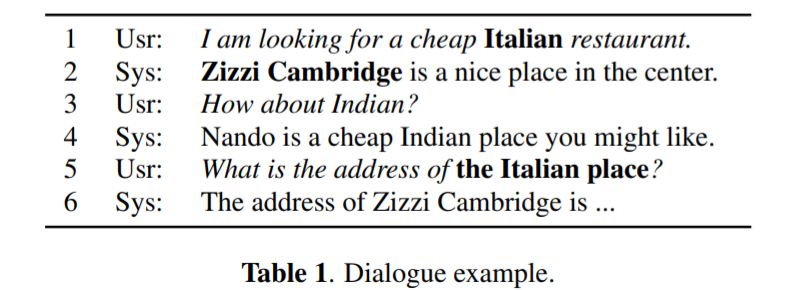 1 Usr: I am looking for a cheap Italian restaurant.
2 Sys: Zizzi Cambridge is a nice place in the center.
3 Usr: How about Indian?
4 Sys: Nando is a cheap Indian place you might like.
5 Usr: What is the address of the Italian place?
6 Sys: The address of Zizzi Cambridge is ...
Table 1. Dialogue example.